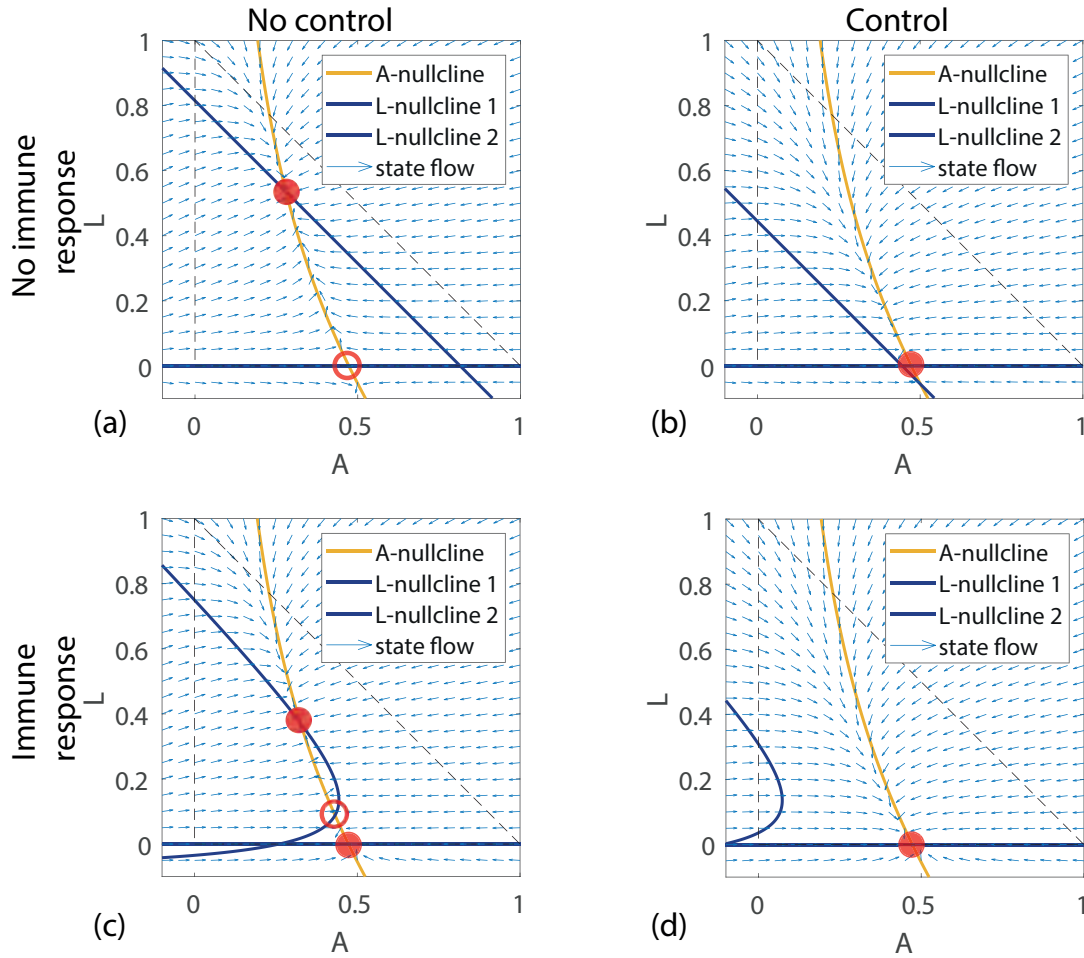 No control
Control
No immune
response
1
0.8
0.6
0.4
0.2
0
L
A-nullcline
L-nullcline 1
L-nullcline 2
state flow
0
0.5
1
A
(a)
1
0.8
0.6
0.4
0.2
0
L
A-nullcline
L-nullcline 1
L-nullcline 2
state flow
0
0.5
1
A
(b)
Immune
response
1
0.8
0.6
0.4
0.2
0
L
A-nullcline
L-nullcline 1
L-nullcline 2
state flow
0
0.5
1
A
(c)
1
0.8
0.6
0.4
0.2
0
L
A-nullcline
L-nullcline 1
L-nullcline 2
state flow
0
0.5
1
A
(d)